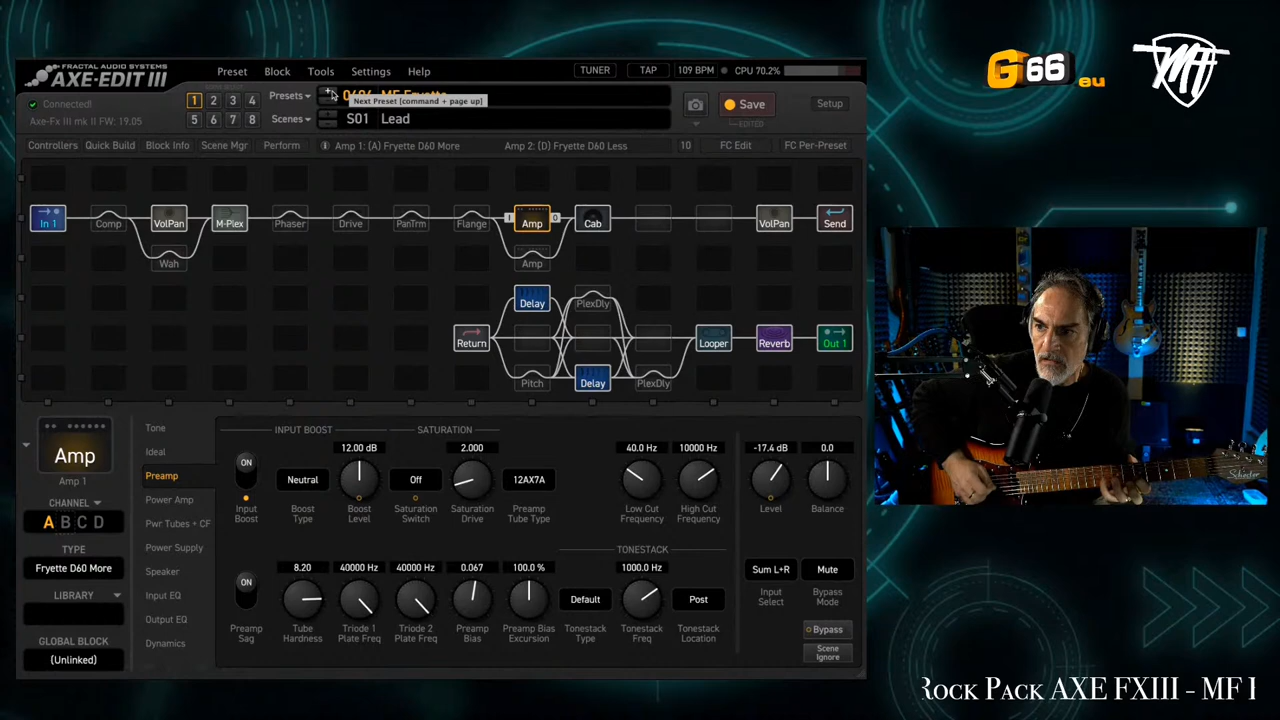 FRACTAL AUDIO SYSTEMS
AXE-EDIT III
Preset Block Tools Settings Help
TUNER TAP 109 BPM CPU 70.2%
Connected!
Axe-Fx III mk II FW: 19.05
1 2 3 4
5 6 7 8
Presets
Next Preset [command + page up]
Scenes S01 Lead
Save
EDITED
Setup
Controllers Quick Build Block Info Scene Mgr Perform
Amp 1: (A) Fryette D60 More Amp 2: (D) Fryette D60 Less 10 FC Edit FC Per-Preset
In 1 Comp VolPan M-Plex Phaser Drive PanTrm Flange Amp Cab VolPan Send
Wah Amp
Delay PlexDly
Return Looper Reverb Out 1
Pitch Delay PlexDly
Amp
Amp 1
CHANNEL
A B C D
TYPE
Fryette D60 More
LIBRARY
GLOBAL BLOCK
(Unlinked)
Tone
Ideal
Preamp
Power Amp
Pwr Tubes + CF
Power Supply
Speaker
Input EQ
Output EQ
Dynamics
INPUT BOOST SATURATION
12.00 dB 2.000 40.0 Hz 10000 Hz -17.4 dB 0.0
ON Neutral Off 12AX7A
Input Boost Boost Type Boost Level Saturation Switch Saturation Drive Preamp Tube Type Low Cut Frequency High Cut Frequency Level Balance
TONESTACK
8.20 40000 Hz 40000 Hz 0.067 100.0 % 1000.0 Hz
ON Default Post Sum L+R Mute
Preamp Sag Tube Hardness Triode 1 Plate Freq Triode 2 Plate Freq Preamp Bias Preamp Bias Excursion Tonestack Type Tonestack Freq Tonestack Location Input Select Bypass Mode
Bypass
Scene Ignore
G66.eu
Schecter
Rock Pack AXE FXIII - MF